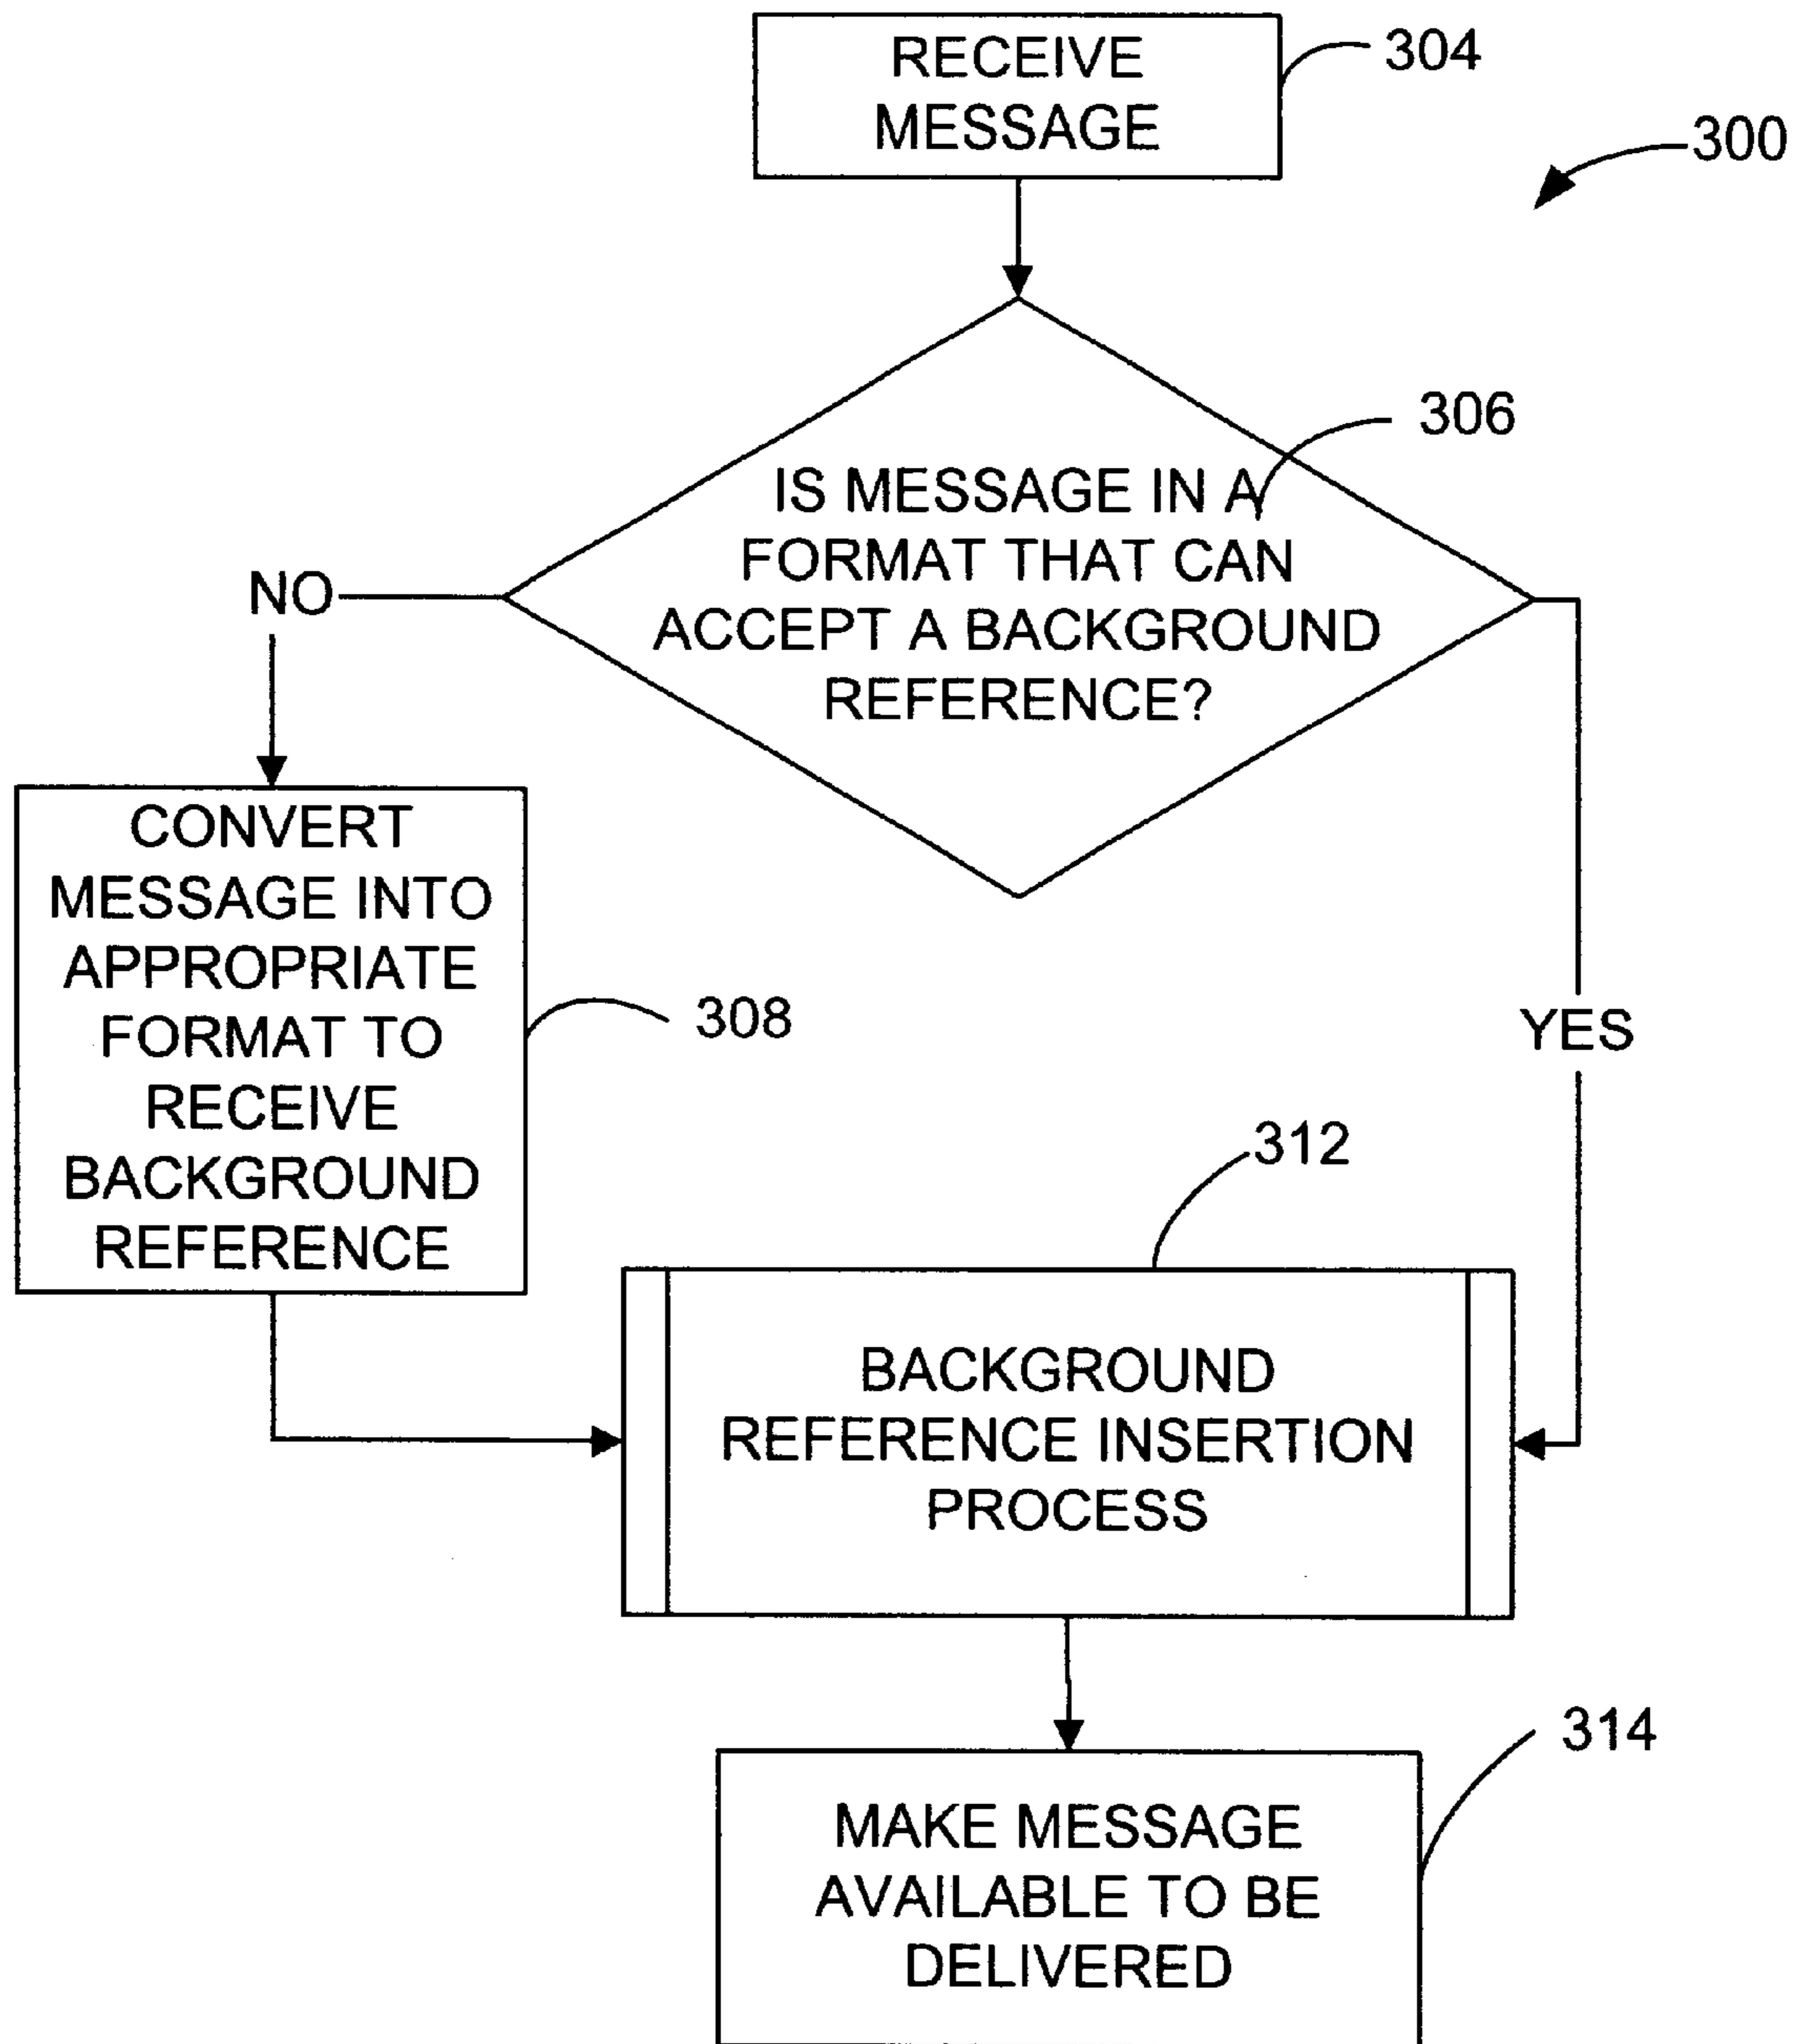 RECEIVE
MESSAGE
304
300
306
IS MESSAGE IN A
FORMAT THAT CAN
ACCEPT A BACKGROUND
REFERENCE?
NO
CONVERT
MESSAGE INTO
APPROPRIATE
FORMAT TO
RECEIVE
BACKGROUND
REFERENCE
308
YES
312
BACKGROUND
REFERENCE INSERTION
PROCESS
314
MAKE MESSAGE
AVAILABLE TO BE
DELIVERED